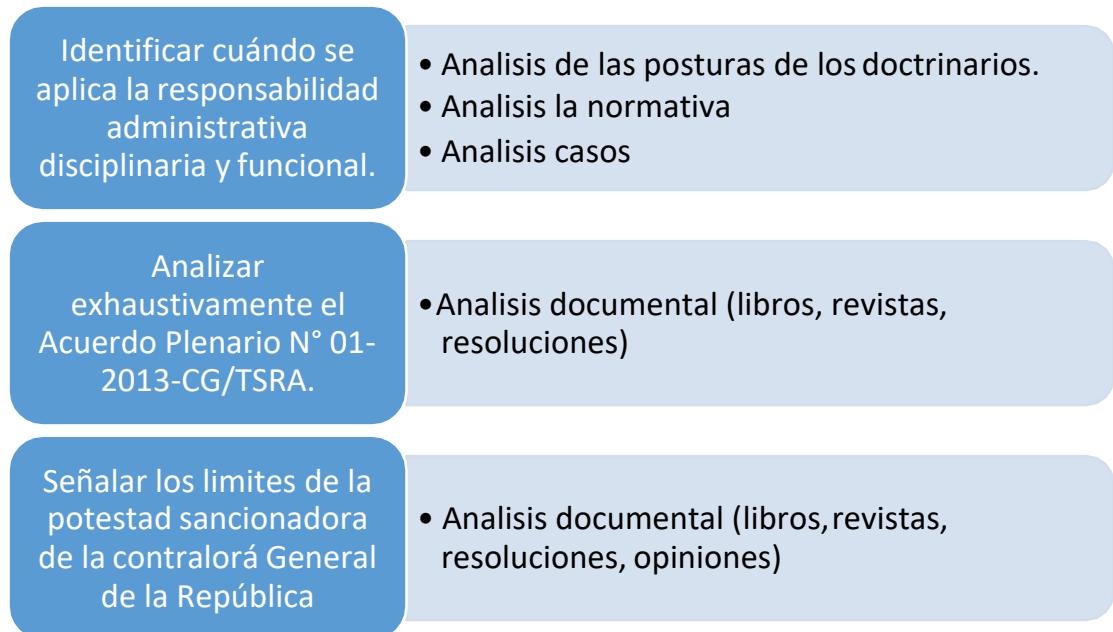 Identificar cuándo se
aplica la responsabilidad
administrativa
disciplinaria y funcional.
• Analisis de las posturas de los doctrinarios.
• Analisis la normativa
• Analisis casos
Analizar
exhaustivamente el
Acuerdo Plenario N° 01-
2013-CG/TSRA.
•Analisis documental (libros, revistas,
resoluciones)
Señalar los limites de la
potestad sancionadora
de la contralorá General
de la República
• Analisis documental (libros, revistas,
resoluciones, opiniones)